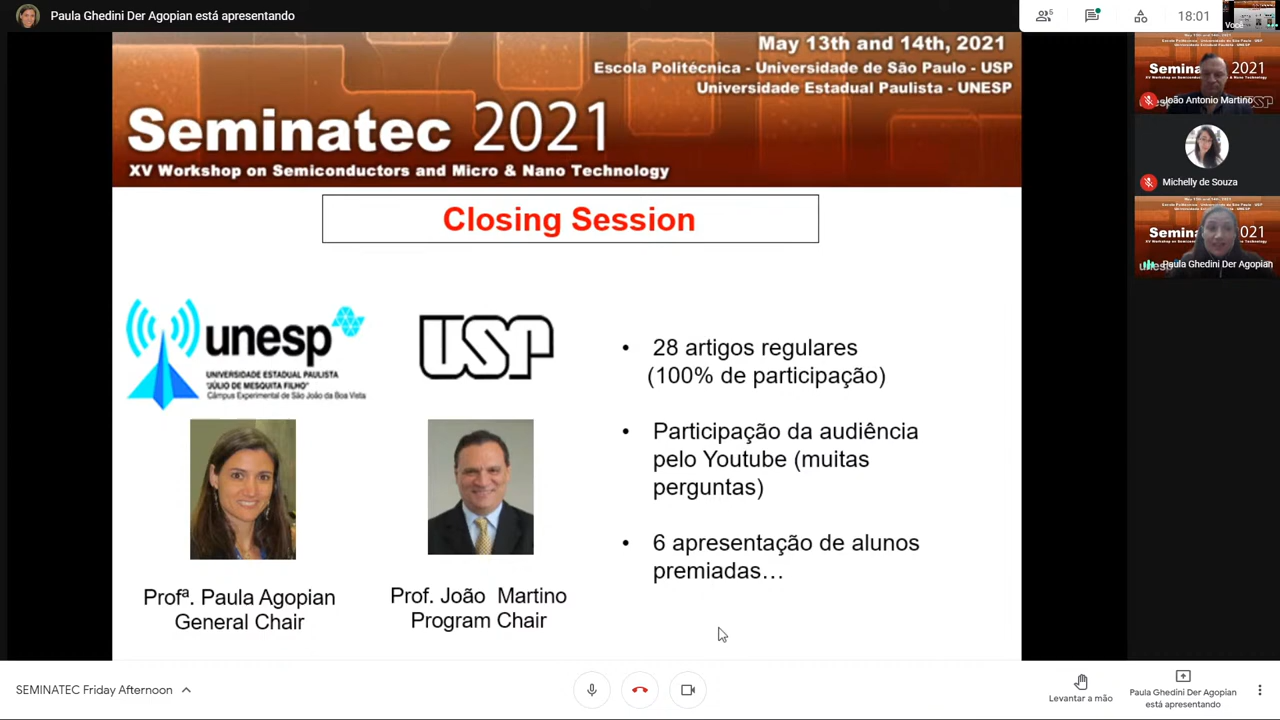 Paula Ghedini Der Agopian está apresentando
5
18:01
Você
May 13th and 14th, 2021
Escola Politécnica - Universidade de São Paulo - USP
Universidade Estadual Paulista - UNESP
Seminatec 2021
XV Workshop on Semiconductors and Micro & Nano Technology
Closing Session
unesp
UNIVERSIDADE ESTADUAL PAULISTA
"JÚLIO DE MESQUITA FILHO"
Câmpus Experimental de São João da Boa Vista
USP
• 28 artigos regulares
(100% de participação)
• Participação da audiência
pelo Youtube (muitas
perguntas)
• 6 apresentação de alunos
premiadas…
Profª. Paula Agopian
General Chair
Prof. João Martino
Program Chair
João Antonio Martino
Michelly de Souza
Paula Ghedini Der Agopian
SEMINATEC Friday Afternoon
Levantar a mão
Paula Ghedini Der Agopian
está apresentando